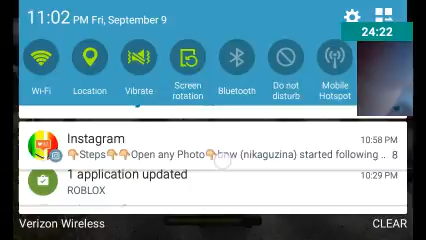 11:02 PM Fri, September 9
24:22
Wi-Fi
Location
Vibrate
Screen rotation
Bluetooth
Do not disturb
Mobile Hotspot
Instagram
10:58 PM
👇Steps👇👇Open any Photo👇 (nikaguzina) started following .. 8
1 application updated
10:29 PM
ROBLOX
Verizon Wireless
CLEAR